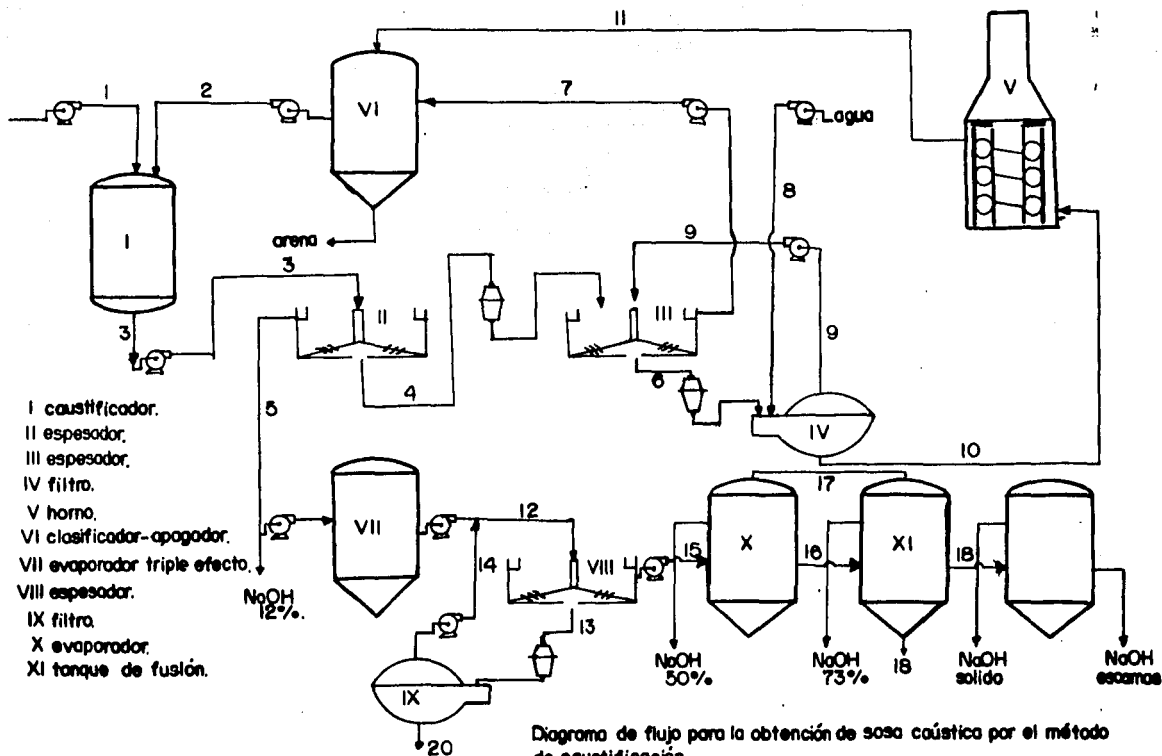 11
1
2
7
VI
V
agua
I
8
arena
9
3
II
III
3
9
5
4
6
IV
10
I caustificador.
II espesador.
III espesador.
IV filtro.
V horno.
VI clasificador-apagador.
VII evaporador triple efecto.
VIII espesador.
IX filtro.
X evaporador.
XI tanque de fusión.
17
VII
12
X
XI
14
VIII
15
16
18
NaOH
12%.
13
NaOH
50%
NaOH
73%
18
NaOH
solido
NaOH
escamas
IX
20
Diagrama de flujo para la obtención de sosa caústica por el método
de caustificación